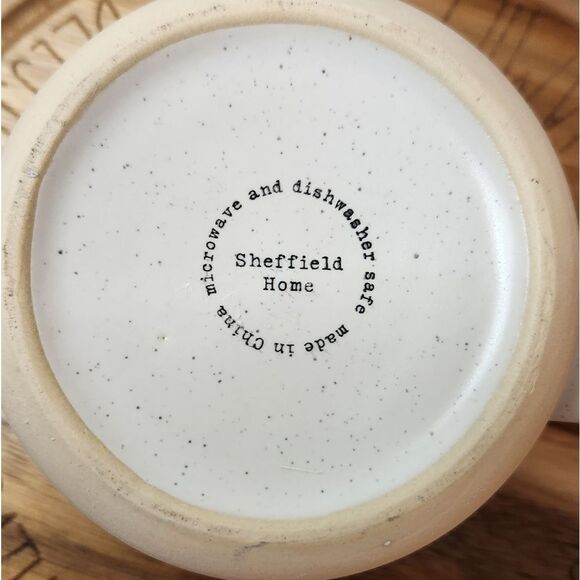 microwave and dishwasher safe made in China
Sheffield
Home